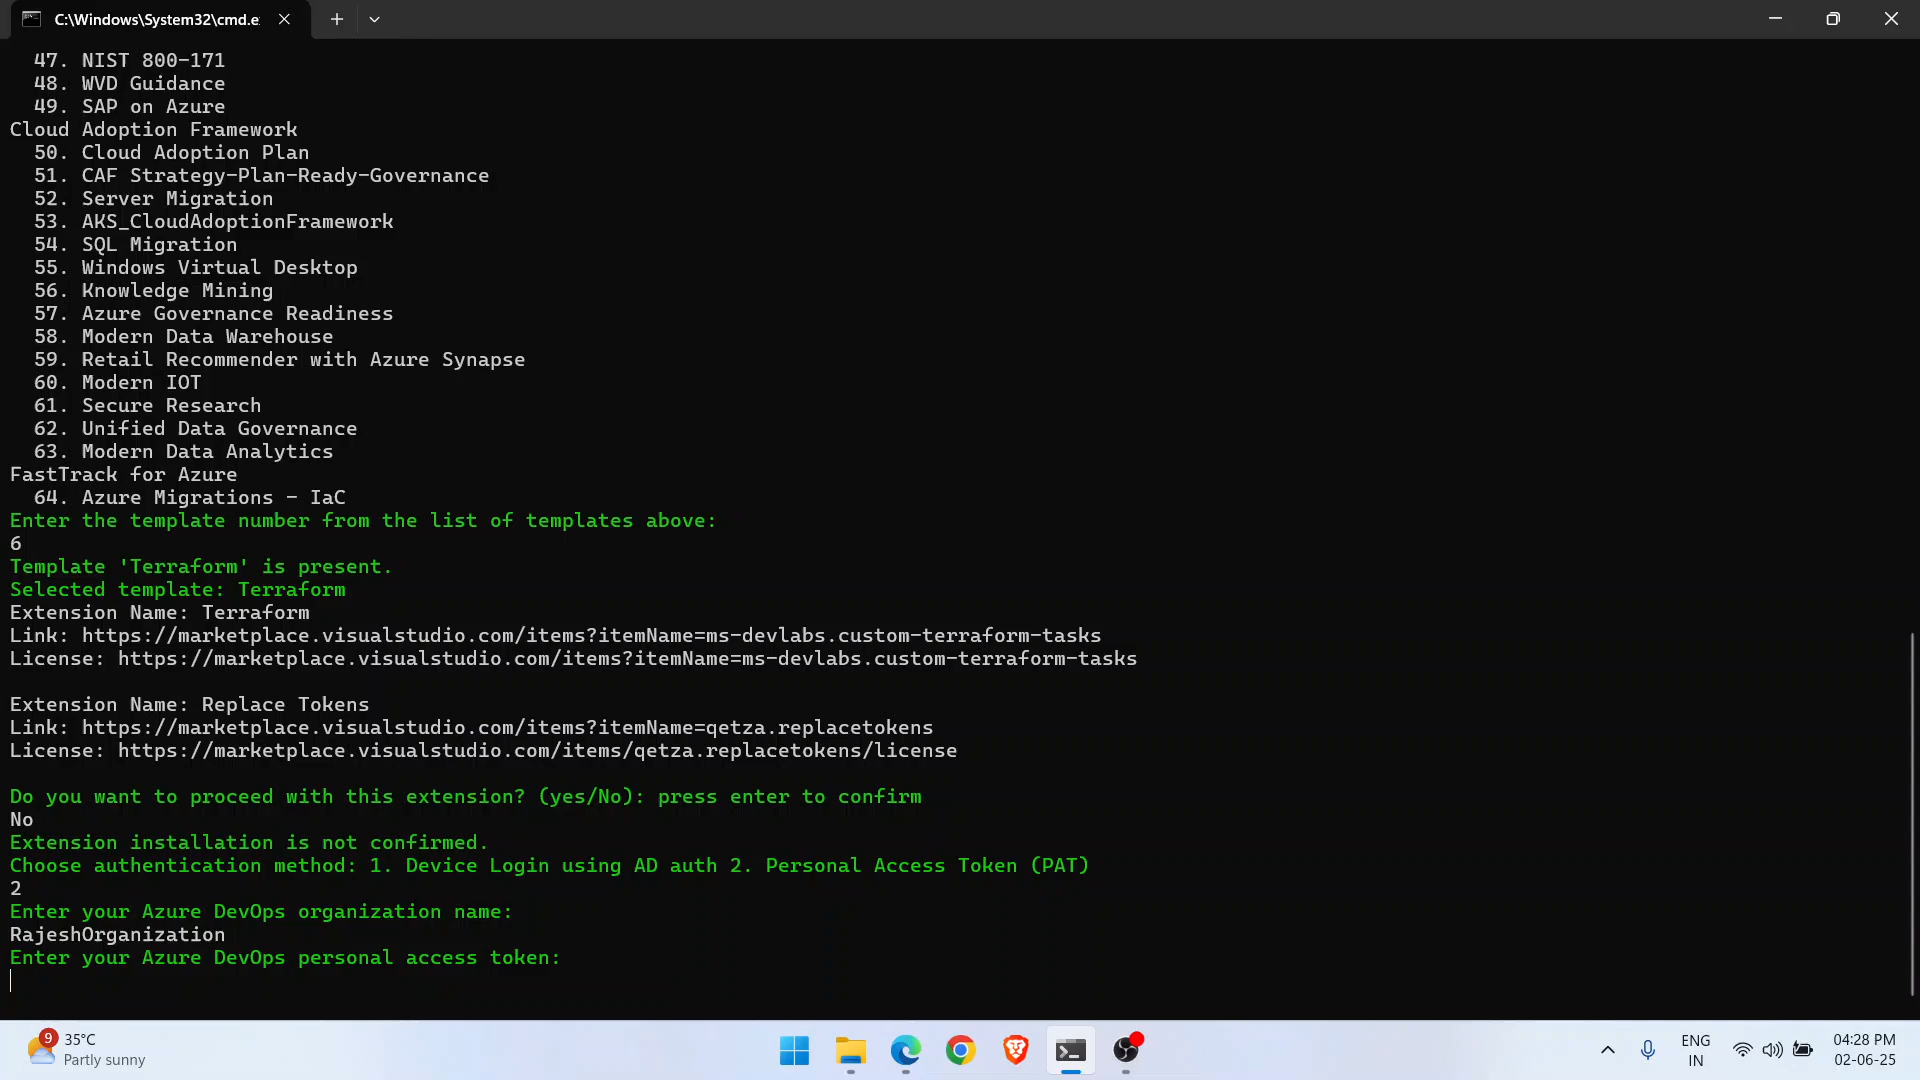 C:\Windows\System32\cmd.e
47. NIST 800-171
48. WVD Guidance
49. SAP on Azure
Cloud Adoption Framework
50. Cloud Adoption Plan
51. CAF Strategy-Plan-Ready-Governance
52. Server Migration
53. AKS_CloudAdoptionFramework
54. SQL Migration
55. Windows Virtual Desktop
56. Knowledge Mining
57. Azure Governance Readiness
58. Modern Data Warehouse
59. Retail Recommender with Azure Synapse
60. Modern IOT
61. Secure Research
62. Unified Data Governance
63. Modern Data Analytics
FastTrack for Azure
64. Azure Migrations - IaC
Enter the template number from the list of templates above:
6
Template 'Terraform' is present.
Selected template: Terraform
Extension Name: Terraform
Link: https://marketplace.visualstudio.com/items?itemName=ms-devlabs.custom-terraform-tasks
License: https://marketplace.visualstudio.com/items?itemName=ms-devlabs.custom-terraform-tasks
Extension Name: Replace Tokens
Link: https://marketplace.visualstudio.com/items?itemName=qetza.replacetokens
License: https://marketplace.visualstudio.com/items/qetza.replacetokens/license
Do you want to proceed with this extension? (yes/No): press enter to confirm
No
Extension installation is not confirmed.
Choose authentication method: 1. Device Login using AD auth 2. Personal Access Token (PAT)
2
Enter your Azure DevOps organization name:
RajeshOrganization
Enter your Azure DevOps personal access token:
9
35°C
Partly sunny
ENG
IN
04:28 PM
02-06-25